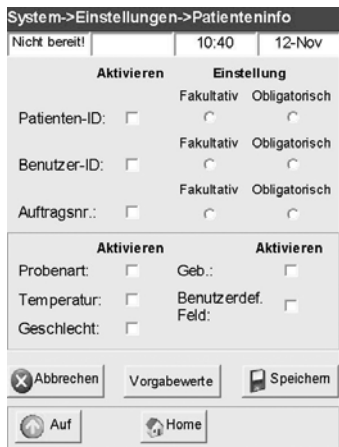 System->Einstellungen->Patienteninfo
Nicht bereit! 10:40 12-Nov
Aktivieren Einstellung
Fakultativ Obligatorisch
Patienten-ID:
Fakultativ Obligatorisch
Benutzer-ID:
Fakultativ Obligatorisch
Auftragsnr.:
Aktivieren Aktivieren
Probenart: Geb.:
Temperatur: Benutzerdef.
Feld:
Geschlecht:
Abbrechen Vorgabewerte Speichern
Auf Home